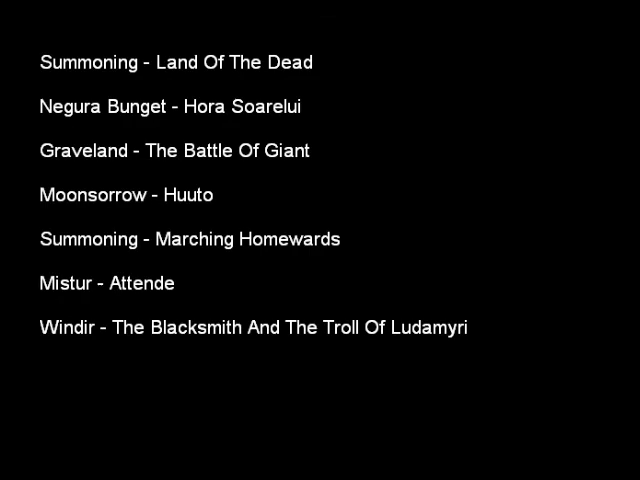 Summoning - Land Of The Dead
Negura Bunget - Hora Soarelui
Graveland - The Battle Of Giant
Moonsorrow - Huuto
Summoning - Marching Homewards
Mistur - Attende
Windir - The Blacksmith And The Troll Of Ludamyri